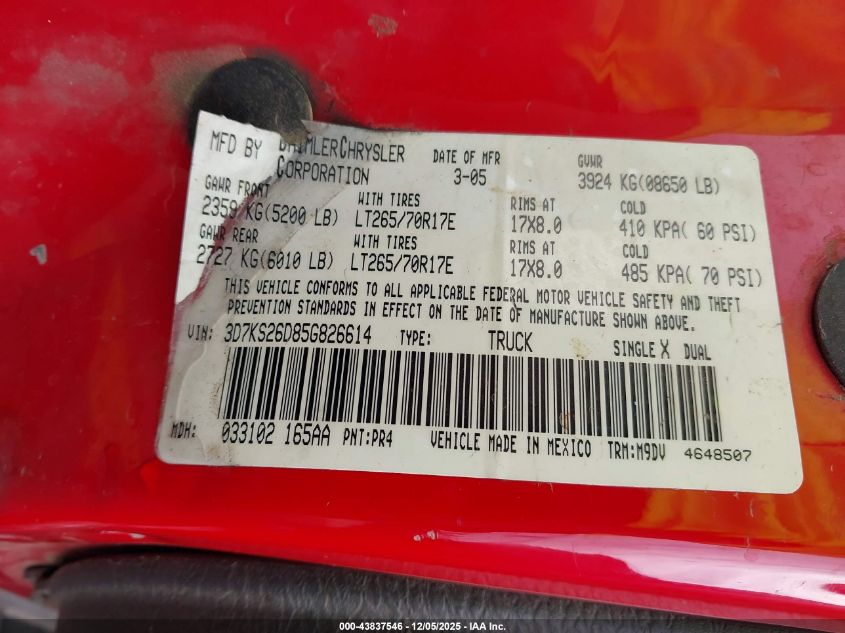 MFD BY DAIMLERCHRYSLER CORPORATION DATE OF MFR 3-05 GVWR 3924 KG(08650 LB)
GAWR FRONT 2359 KG(5200 LB) WITH TIRES LT265/70R17E RIMS AT 17X8.0 COLD 410 KPA( 60 PSI)
GAWR REAR 2727 KG(6010 LB) WITH TIRES LT265/70R17E RIMS AT 17X8.0 COLD 485 KPA( 70 PSI)
THIS VEHICLE CONFORMS TO ALL APPLICABLE FEDERAL MOTOR VEHICLE SAFETY AND THEFT
PREVENTION STANDARDS IN EFFECT ON THE DATE OF MANUFACTURE SHOWN ABOVE.
VIN: 3D7KS26D85G826614 TYPE: TRUCK SINGLE X DUAL
MDH: 033102 165AA PNT:PR4 VEHICLE MADE IN MEXICO TRM:M9DV 4648507
000-43837546 - 12/05/2025 - IAA Inc.